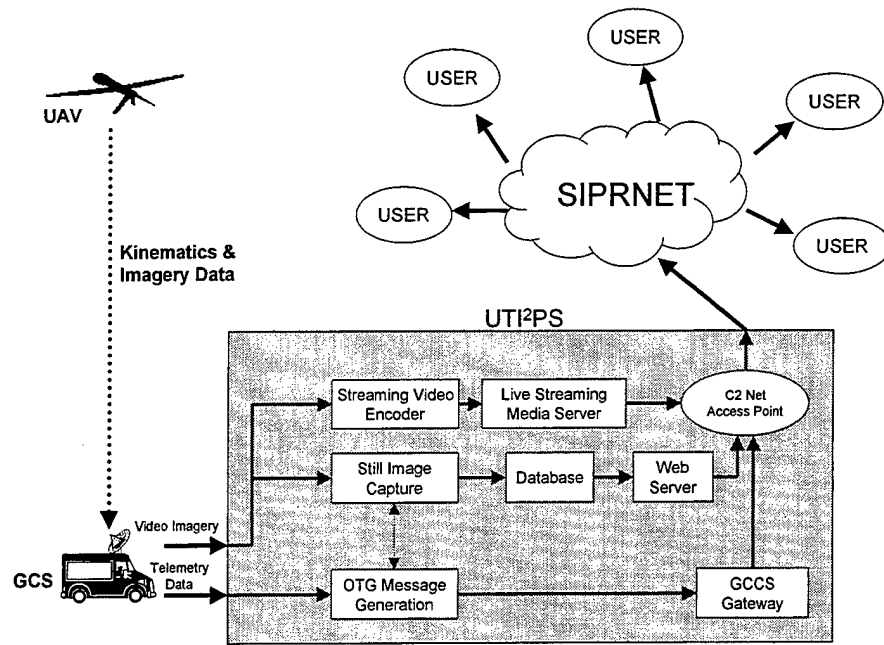 UAV
USER
USER
USER
USER
USER
SIPRNET
Kinematics &
Imagery Data
UTI²PS
Streaming Video
Encoder
Live Streaming
Media Server
C2 Net
Access Point
Still Image
Capture
Database
Web
Server
Video Imagery
GCS
Telemetry
Data
OTG Message
Generation
GCCS
Gateway